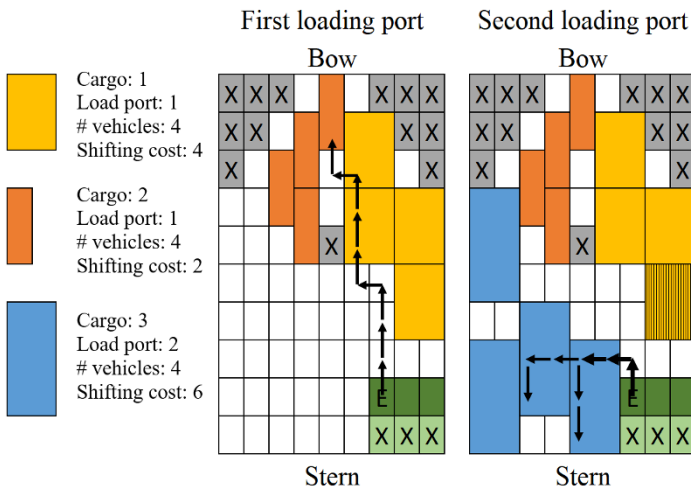 First loading port
Second loading port
Bow
Bow
Cargo: 1
Load port: 1
# vehicles: 4
Shifting cost: 4
Cargo: 2
Load port: 1
# vehicles: 4
Shifting cost: 2
Cargo: 3
Load port: 2
# vehicles: 4
Shifting cost: 6
X X X X X X
X X X X
X X
X
E
X X X
X X X X X X
X X X X
X X
X
E
X X X
Stern
Stern